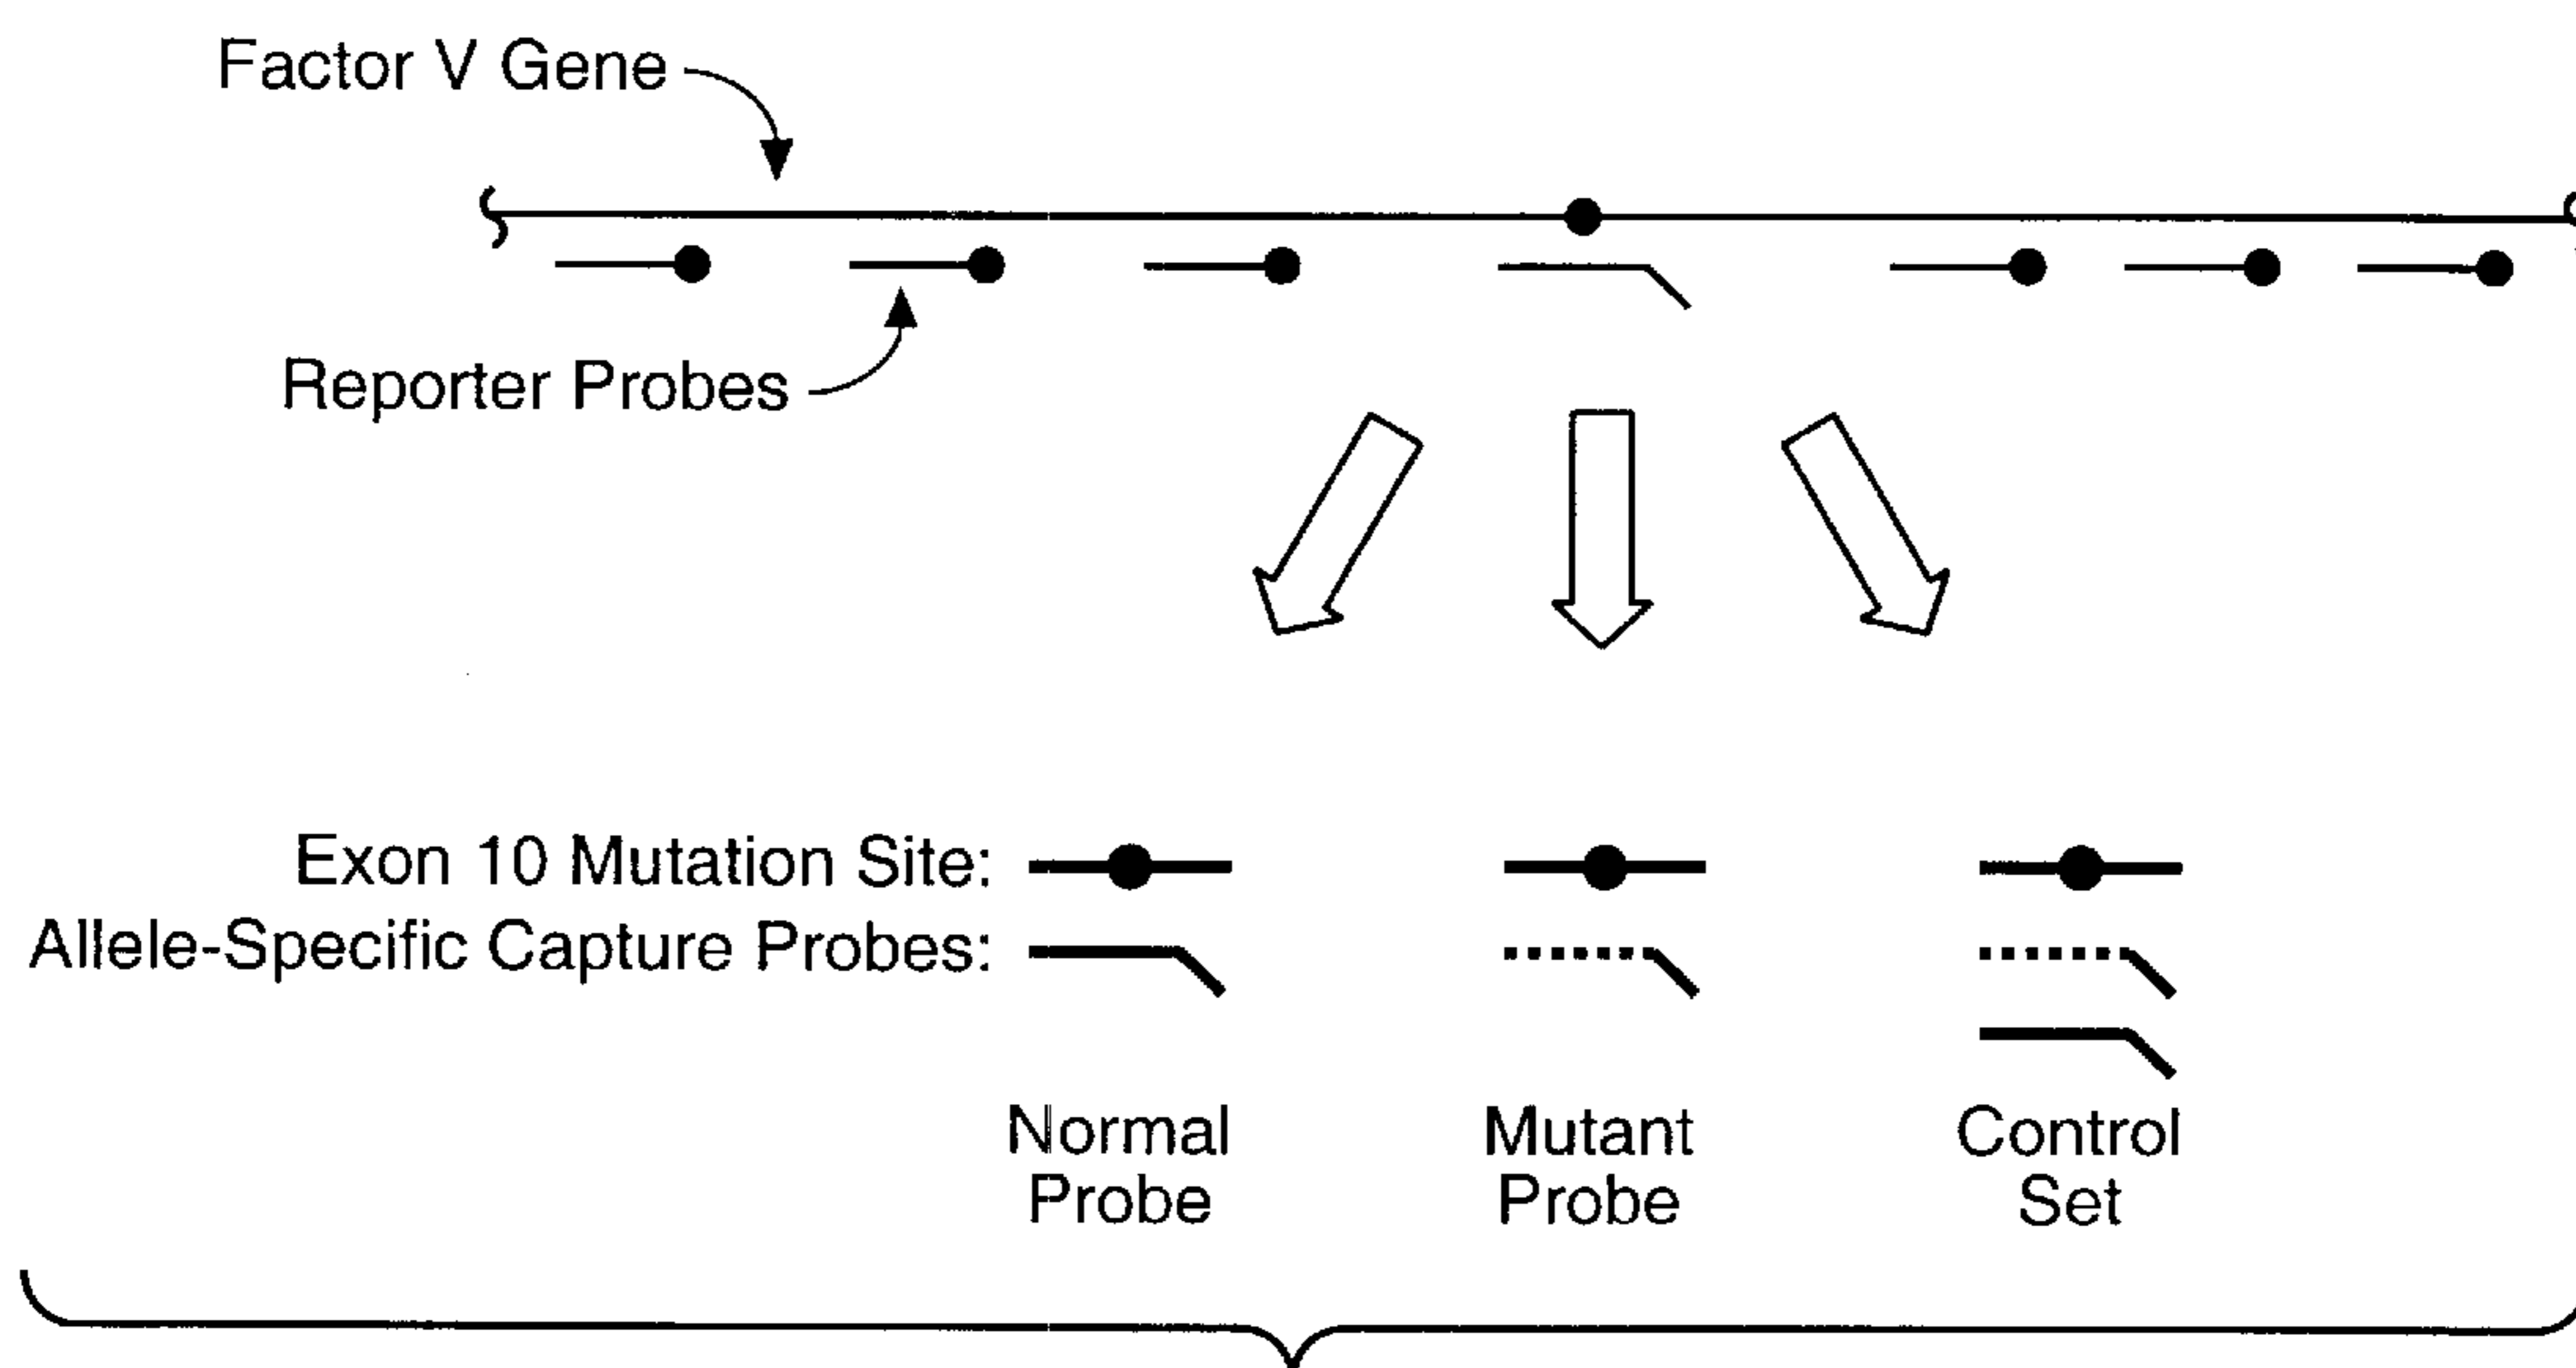 Factor V Gene
Reporter Probes
Exon 10 Mutation Site:
Allele-Specific Capture Probes:
Normal
Probe
Mutant
Probe
Control
Set